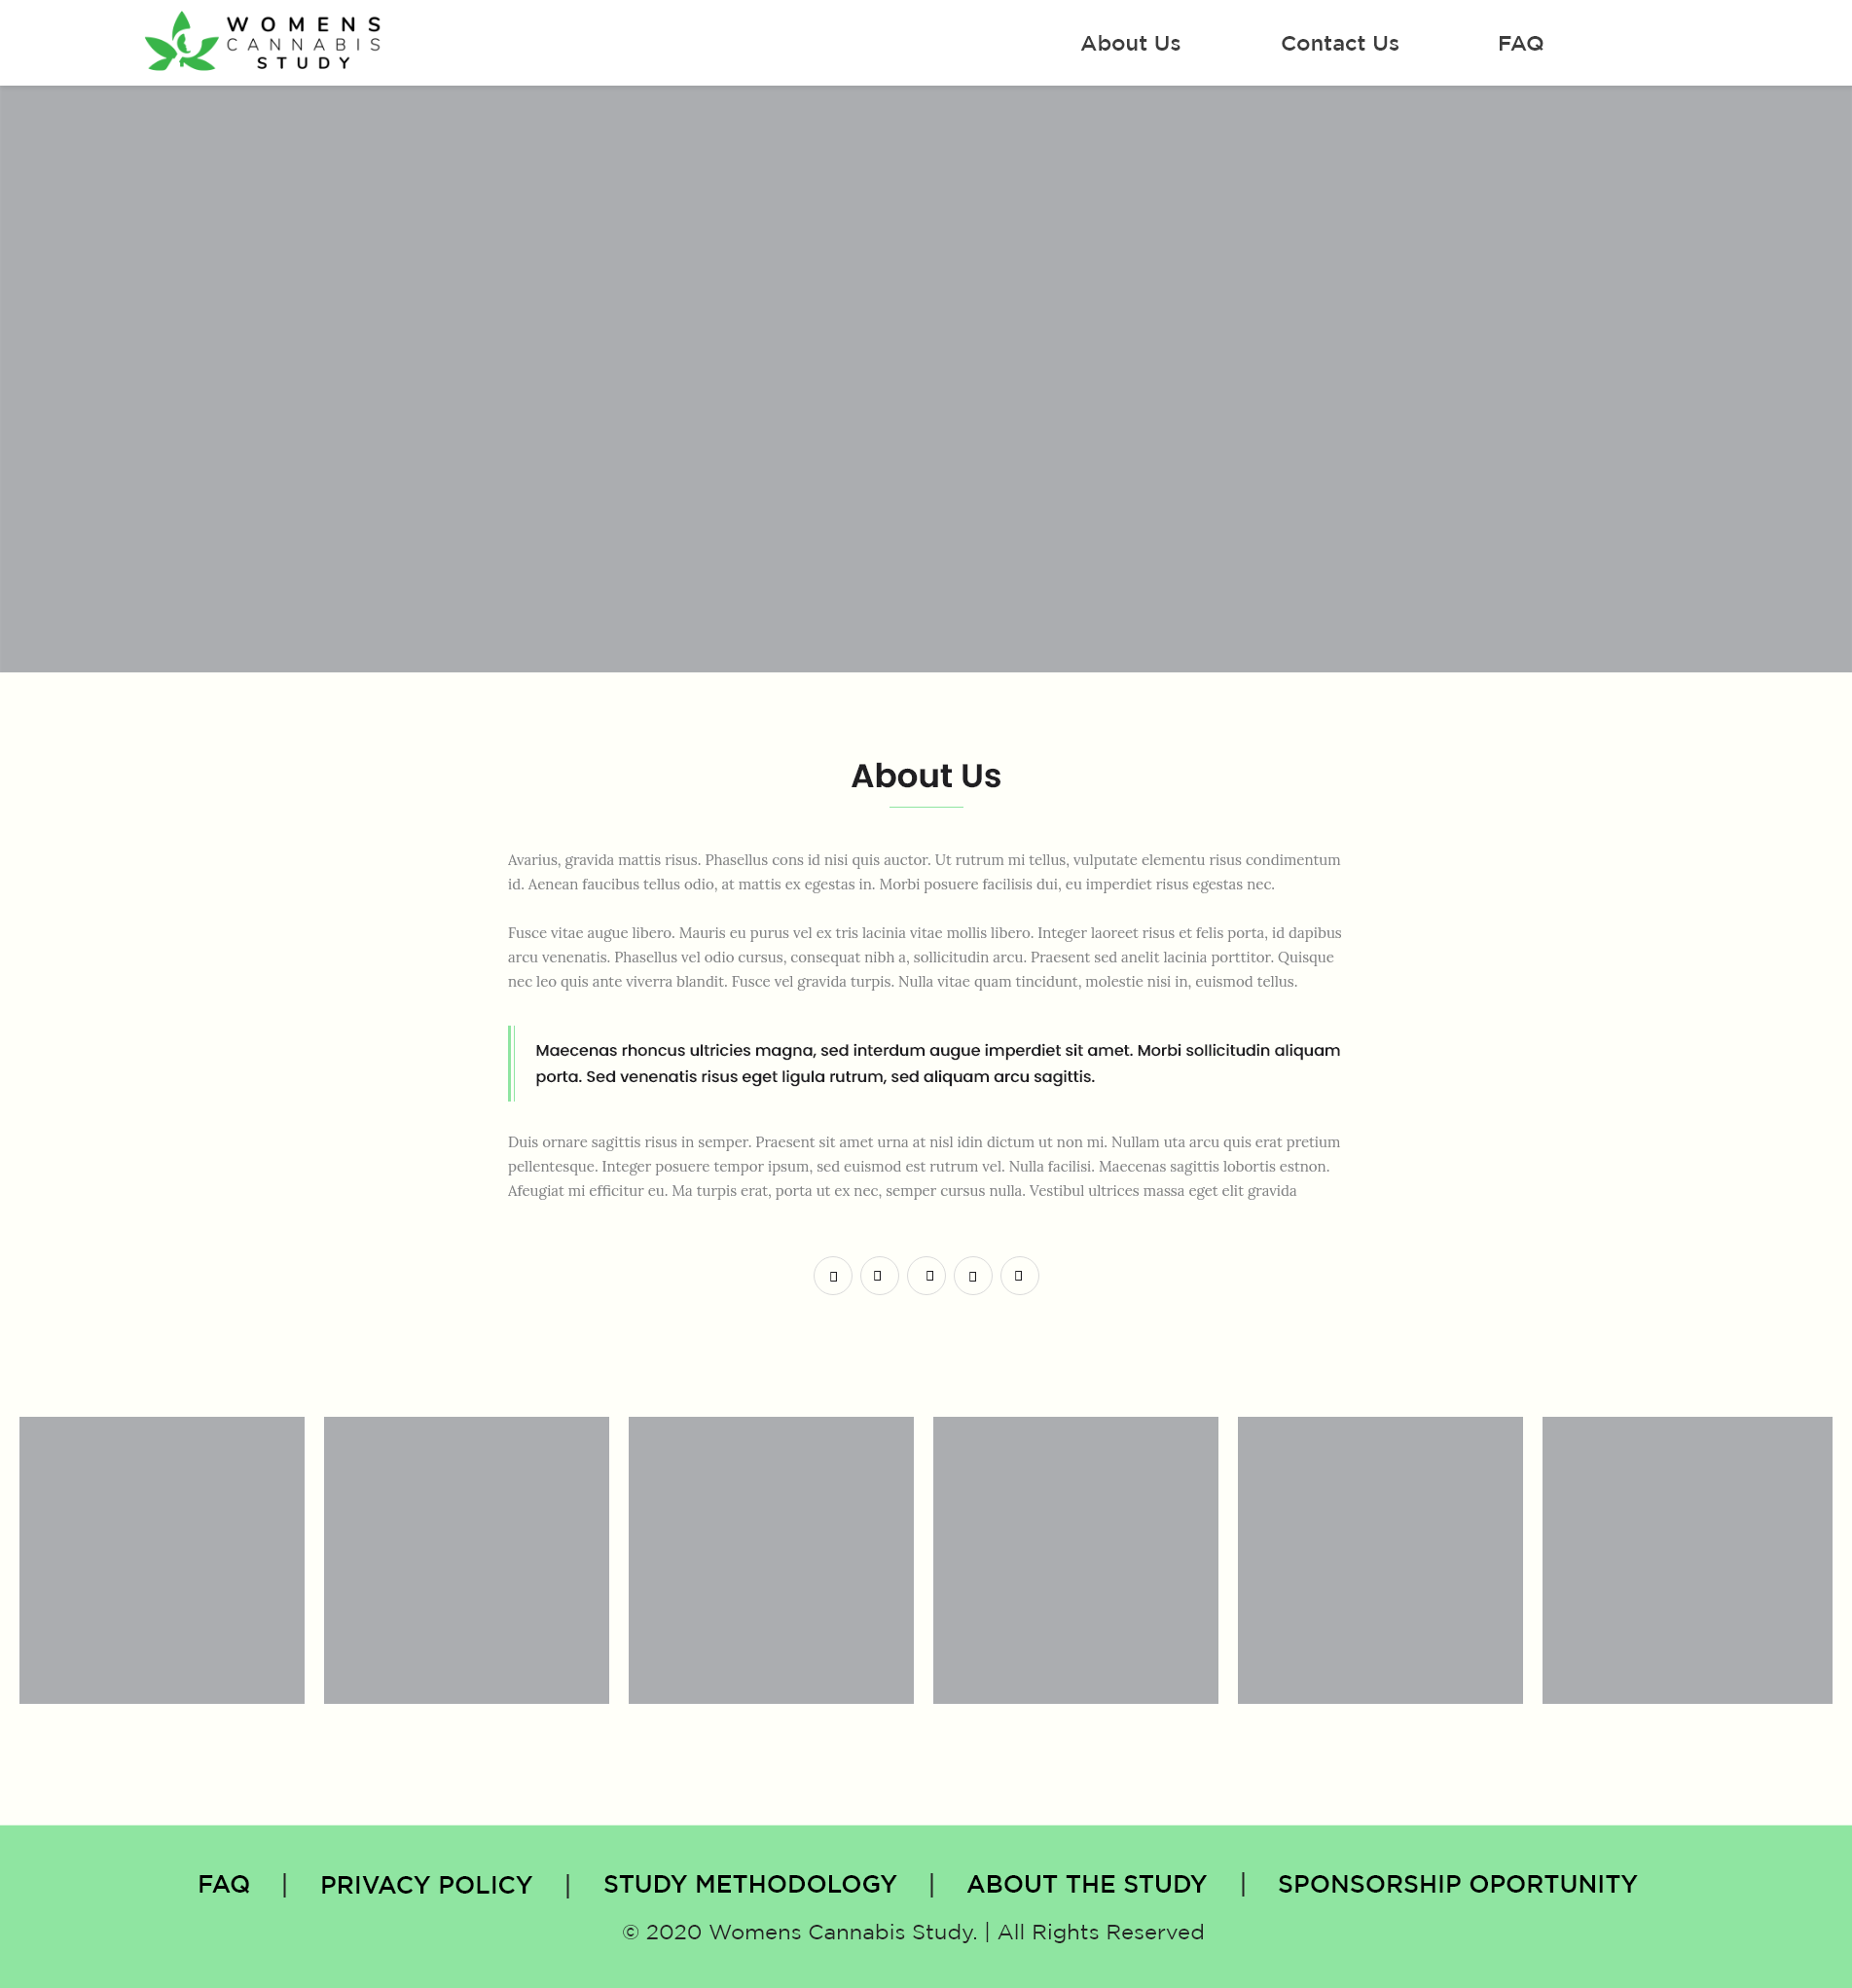 WOMENS
CANNABIS
STUDY
About Us
Contact Us
FAQ
About Us
Avarius, gravida mattis risus. Phasellus cons id nisi quis auctor. Ut rutrum mi tellus, vulputate elementu risus condimentum
id. Aenean faucibus tellus odio, at mattis ex egestas in. Morbi posuere facilisis dui, eu imperdiet risus egestas nec.
Fusce vitae augue libero. Mauris eu purus vel ex tris lacinia vitae mollis libero. Integer laoreet risus et felis porta, id dapibus
arcu venenatis. Phasellus vel odio cursus, consequat nibh a, sollicitudin arcu. Praesent sed anelit lacinia porttitor. Quisque
nec leo quis ante viverra blandit. Fusce vel gravida turpis. Nulla vitae quam tincidunt, molestie nisi in, euismod tellus.
Maecenas rhoncus ultricies magna, sed interdum augue imperdiet sit amet. Morbi sollicitudin aliquam
porta. Sed venenatis risus eget ligula rutrum, sed aliquam arcu sagittis.
Duis ornare sagittis risus in semper. Praesent sit amet urna at nisl idin dictum ut non mi. Nullam uta arcu quis erat pretium
pellentesque. Integer posuere tempor ipsum, sed euismod est rutrum vel. Nulla facilisi. Maecenas sagittis lobortis estnon.
Afeugiat mi efficitur eu. Ma turpis erat, porta ut ex nec, semper cursus nulla. Vestibul ultrices massa eget elit gravida
FAQ | PRIVACY POLICY | STUDY METHODOLOGY | ABOUT THE STUDY | SPONSORSHIP OPORTUNITY
© 2020 Womens Cannabis Study. | All Rights Reserved